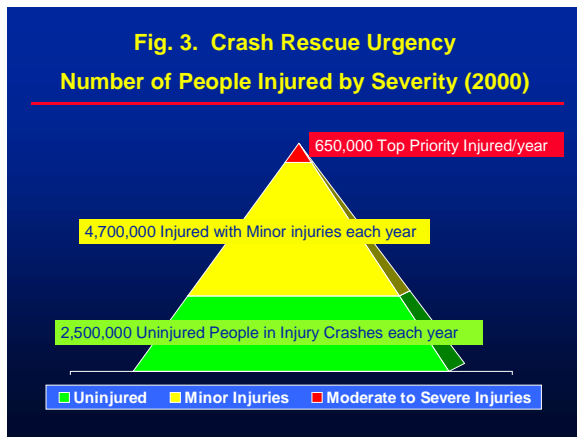 Fig. 3. Crash Rescue Urgency
Number of People Injured by Severity (2000)
650,000 Top Priority Injured/year
4,700,000 Injured with Minor injuries each year
2,500,000 Uninjured People in Injury Crashes each year
Uninjured Minor Injuries Moderate to Severe Injuries